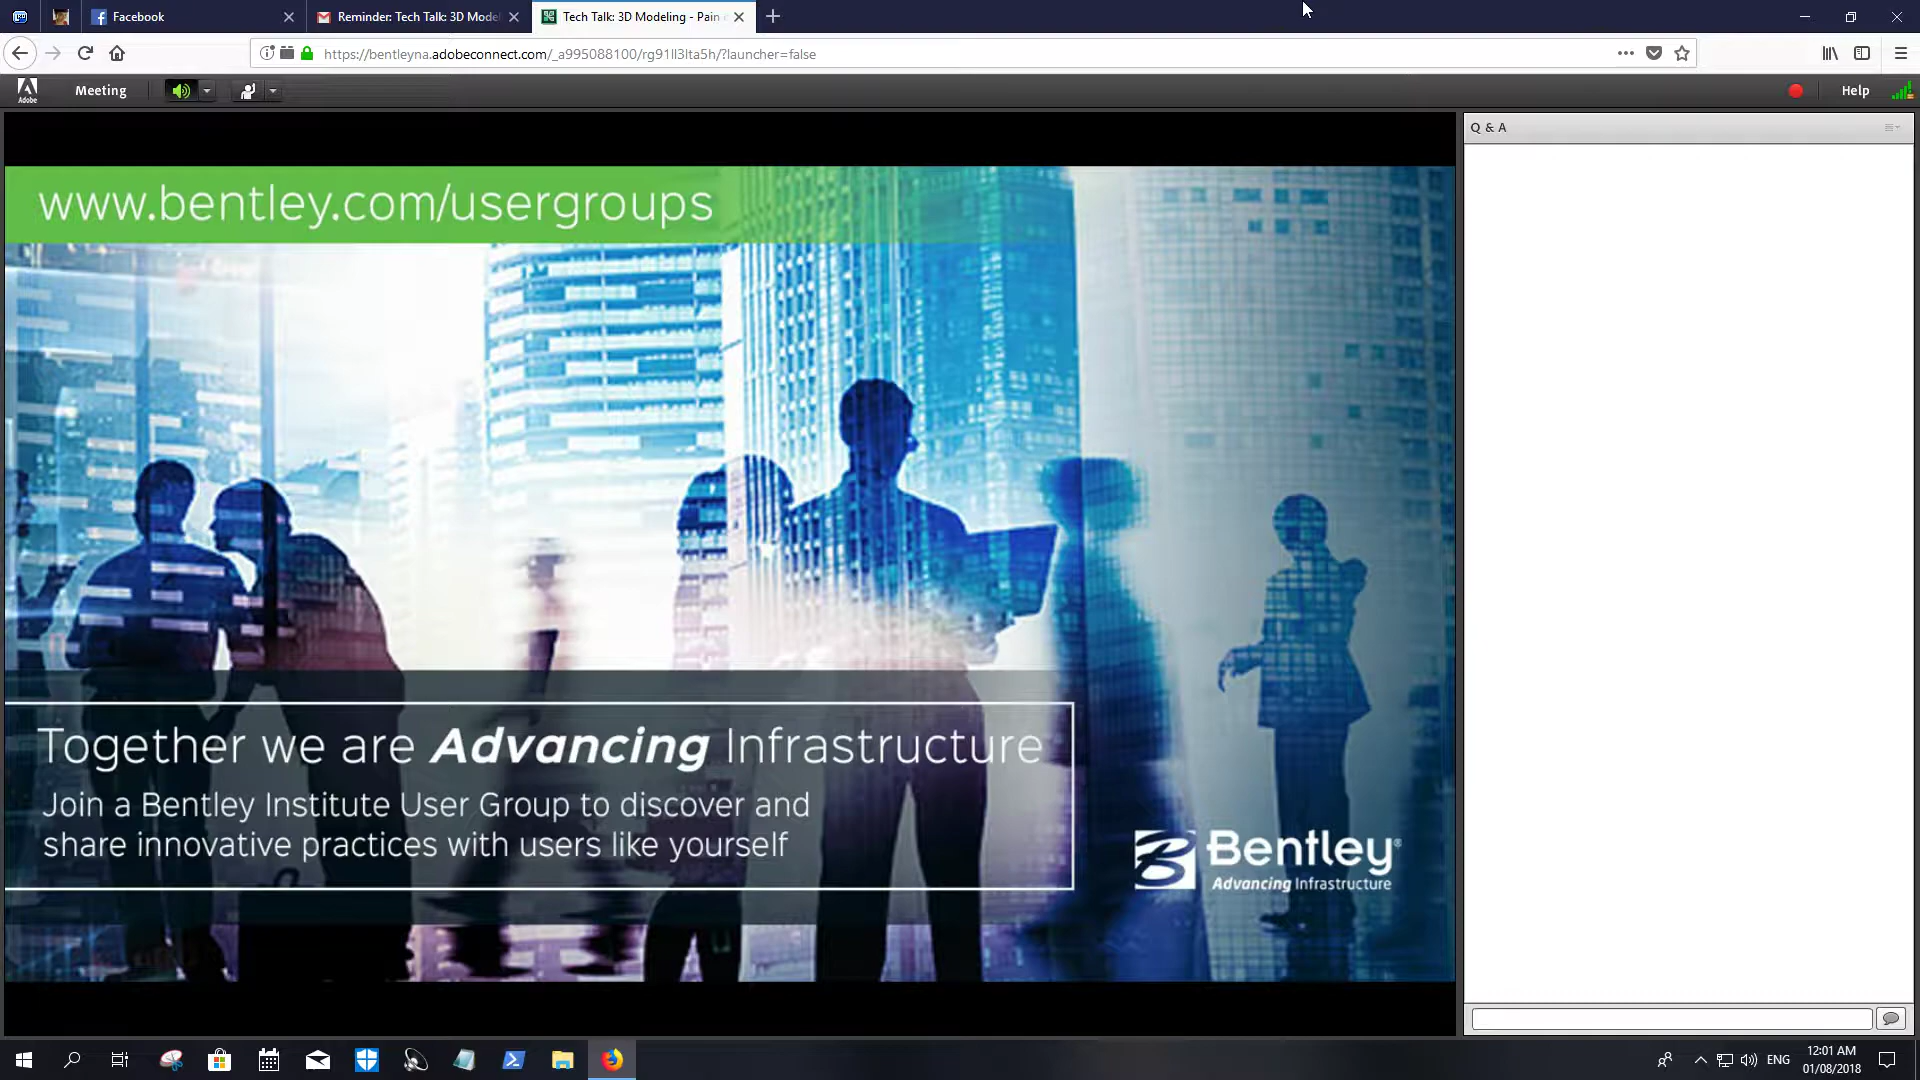 Facebook
Reminder: Tech Talk: 3D Model
Tech Talk: 3D Modeling - Pain
https://bentleyna.adobeconnect.com/_a995088100/rg91ll3lta5h/?launcher=false
Adobe
Meeting
Help
Q & A
www.bentley.com/usergroups
Together we are Advancing Infrastructure
Join a Bentley Institute User Group to discover and
share innovative practices with users like yourself
Bentley®
Advancing Infrastructure
ENG
12:01 AM
01/08/2018